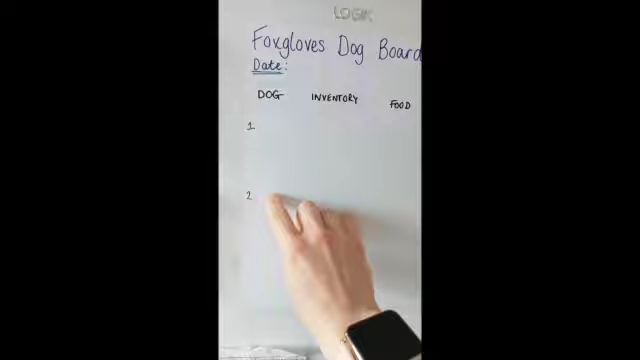 LOGIK
Foxgloves Dog Board
Date:
DOG INVENTORY FOOD
1.
2